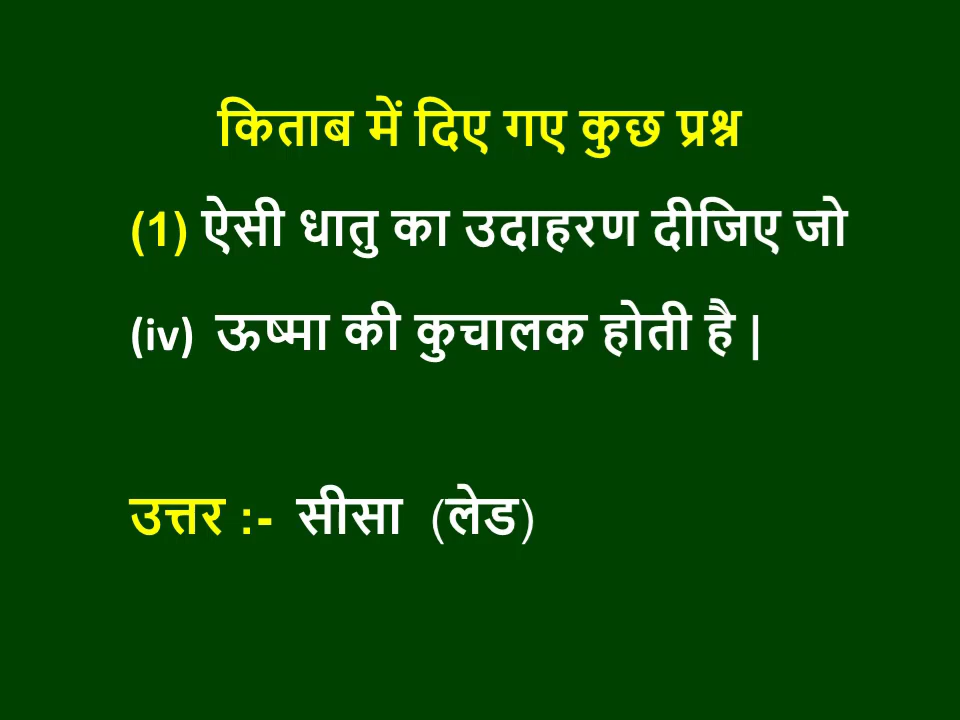 किताब में दिए गए कुछ प्रश्न
(1) ऐसी धातु का उदाहरण दीजिए जो
(iv) ऊष्मा की कुचालक होती है |
उत्तर :- सीसा (लेड)